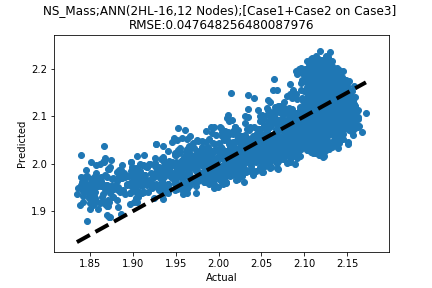 NS_Mass;ANN(2HL-16,12 Nodes);[Case1+Case2 on Case3]
RMSE:0.047648256480087976
2.2
2.1
2.0
1.9
Predicted
1.85 1.90 1.95 2.00 2.05 2.10 2.15
Actual